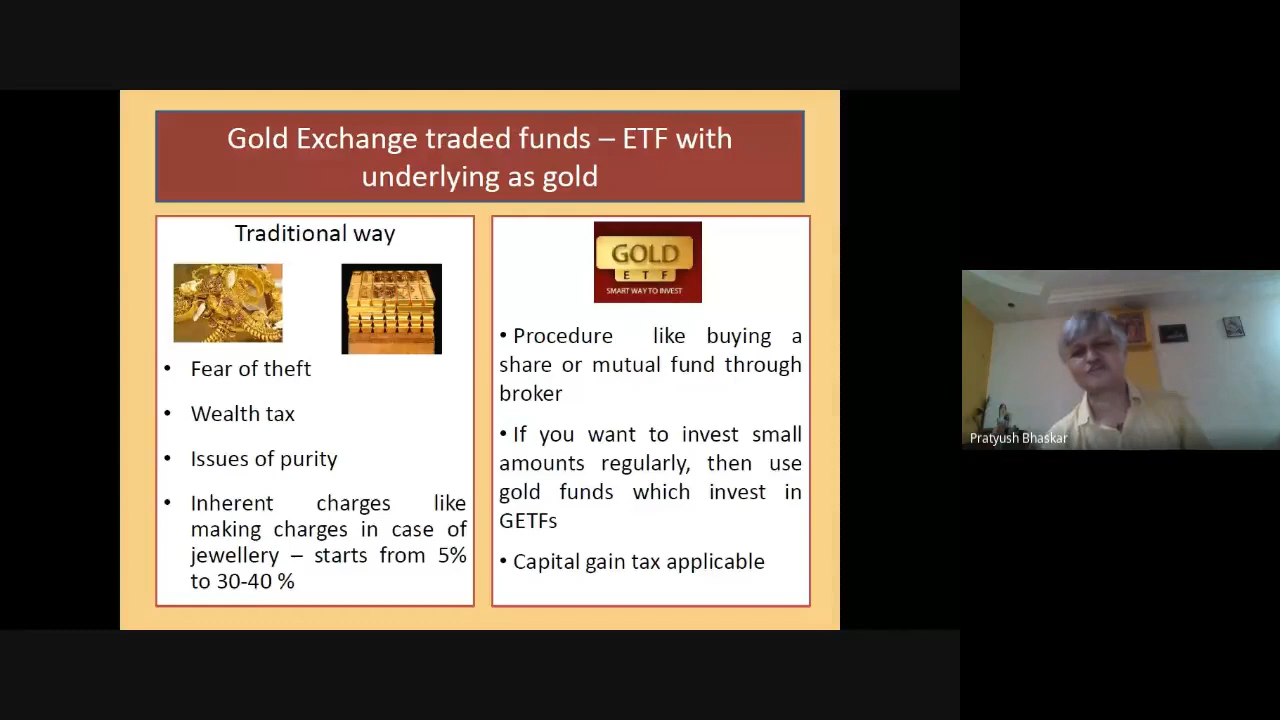 Gold Exchange traded funds – ETF with
underlying as gold
Traditional way
• Fear of theft
• Wealth tax
• Issues of purity
• Inherent charges like
making charges in case of
jewellery – starts from 5%
to 30-40 %
GOLD
E T F
SMART WAY TO INVEST
• Procedure like buying a
share or mutual fund through
broker
• If you want to invest small
amounts regularly, then use
gold funds which invest in
GETFs
• Capital gain tax applicable
Pratyush Bhaskar